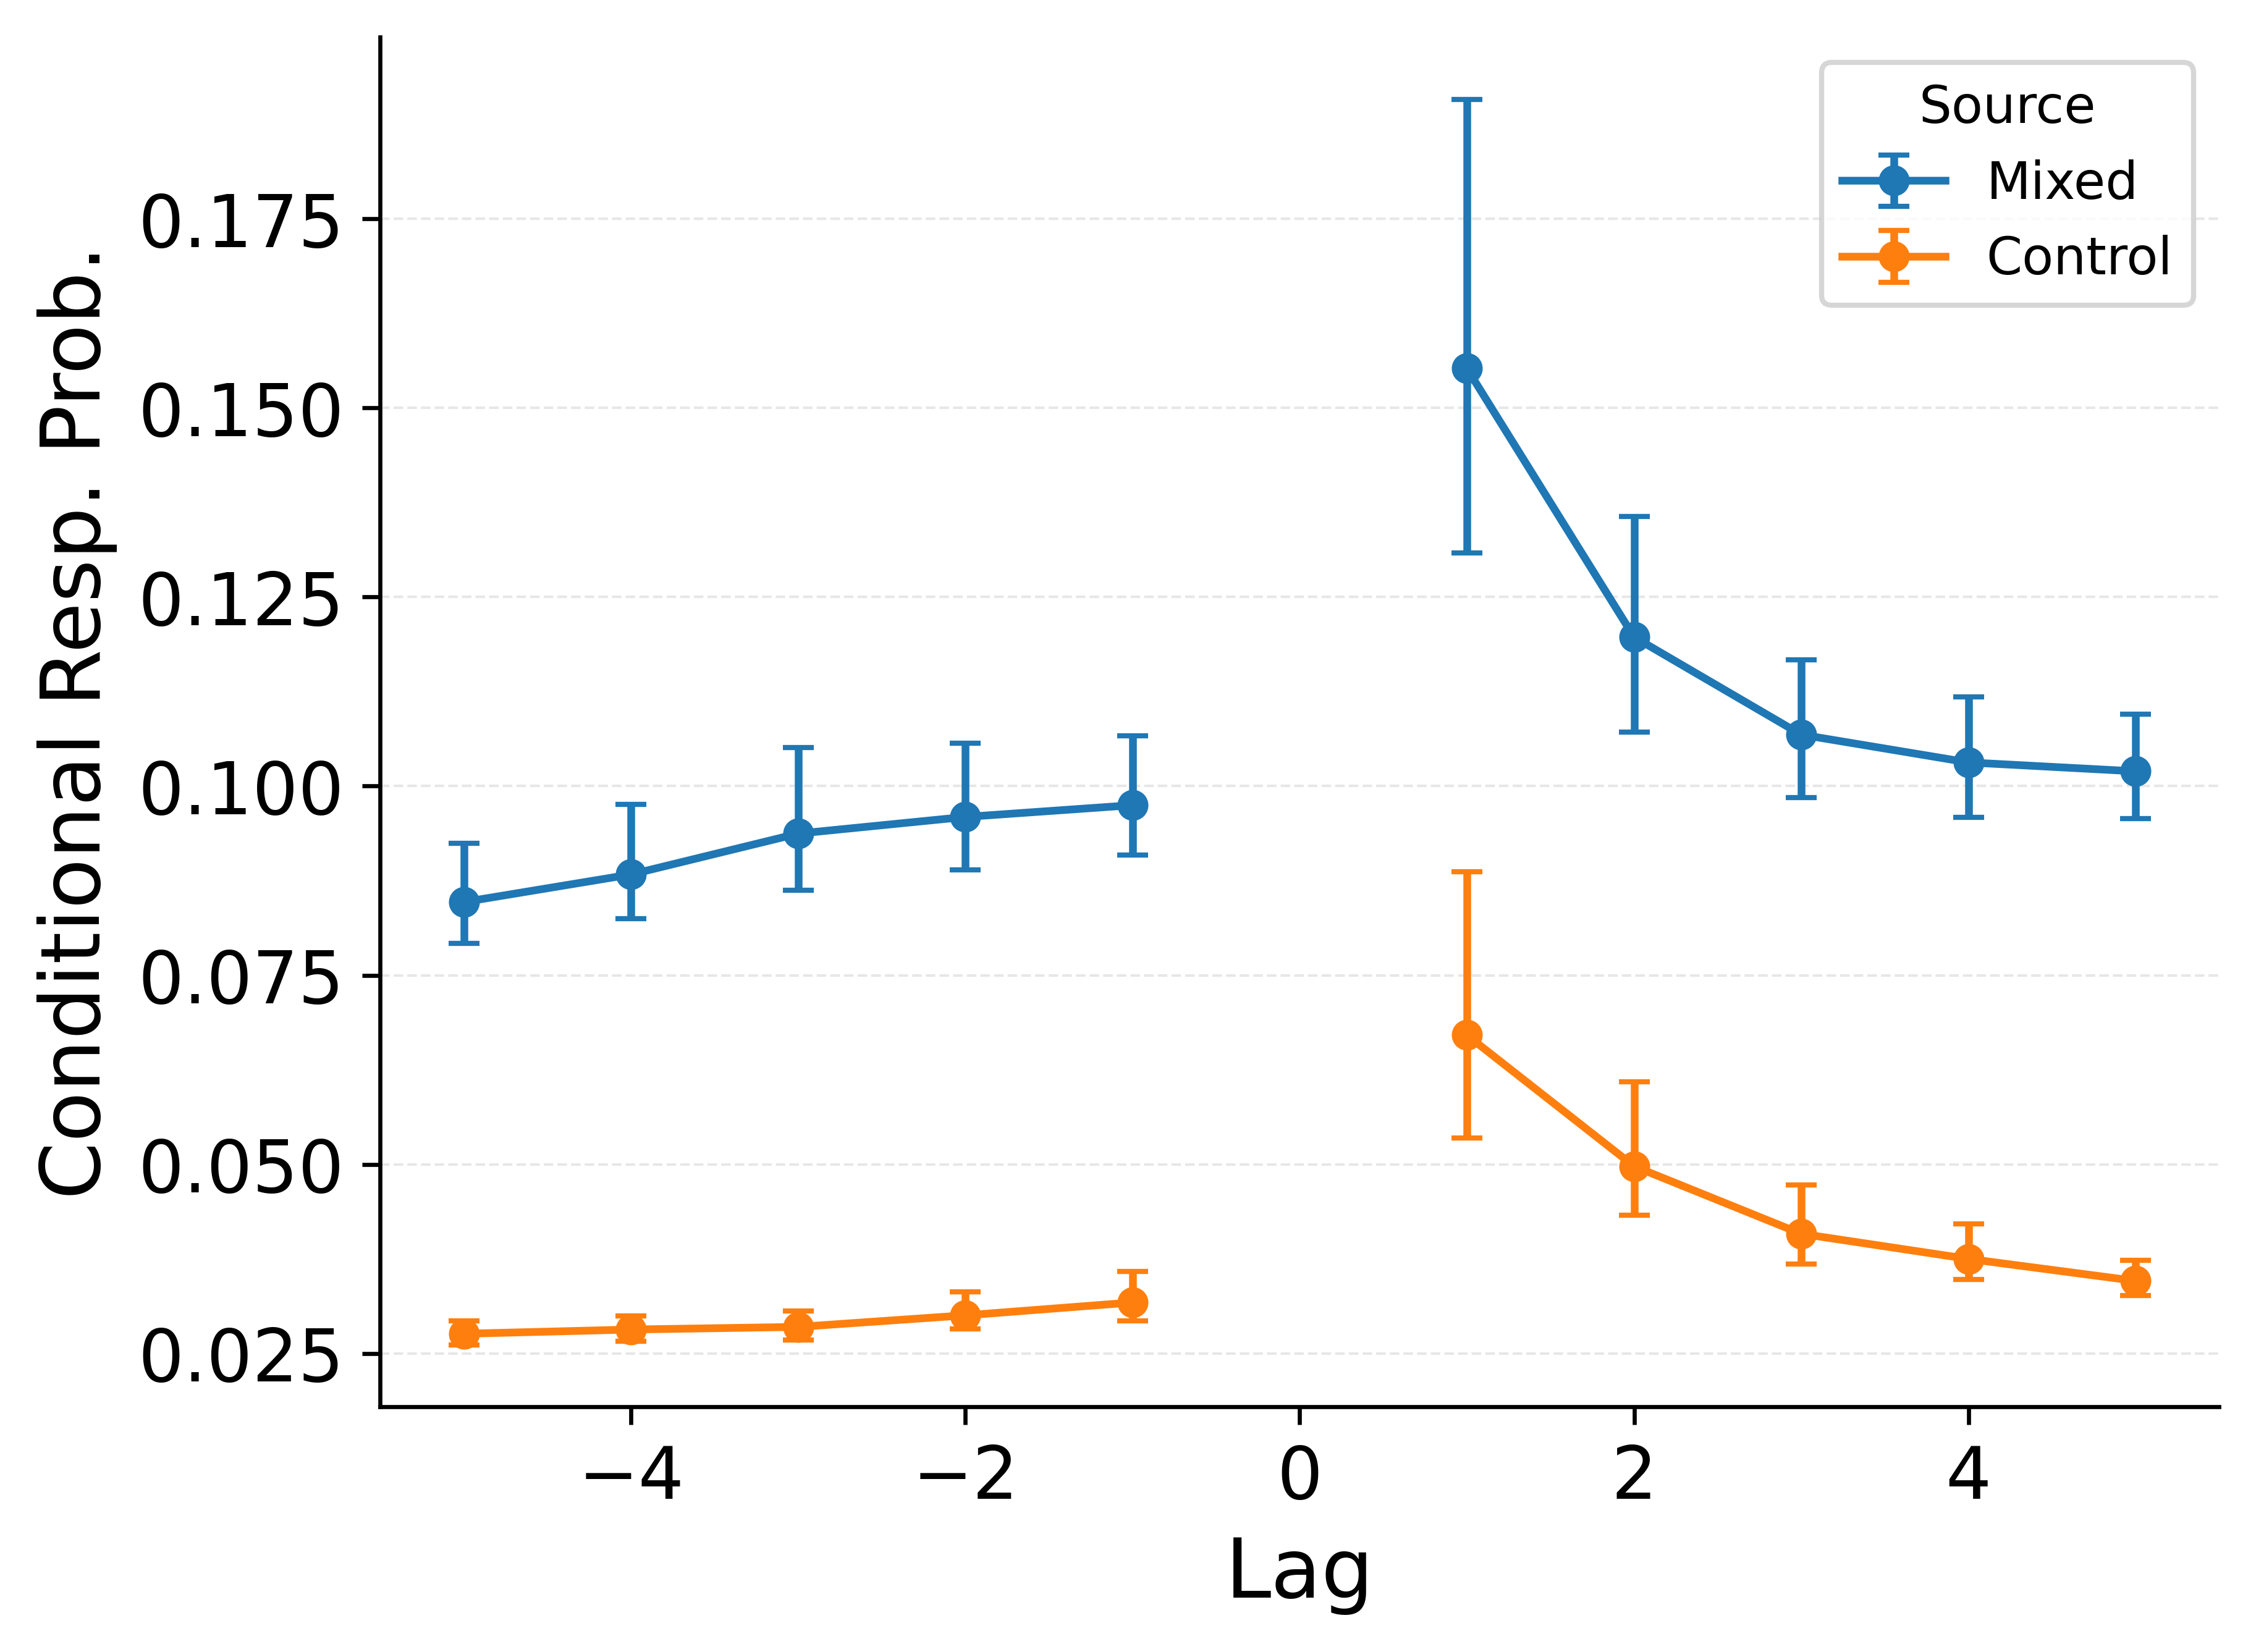 Source
Mixed
Control
Conditional Resp. Prob.
0.175
0.150
0.125
0.100
0.075
0.050
0.025
−4 −2 0 2 4
Lag